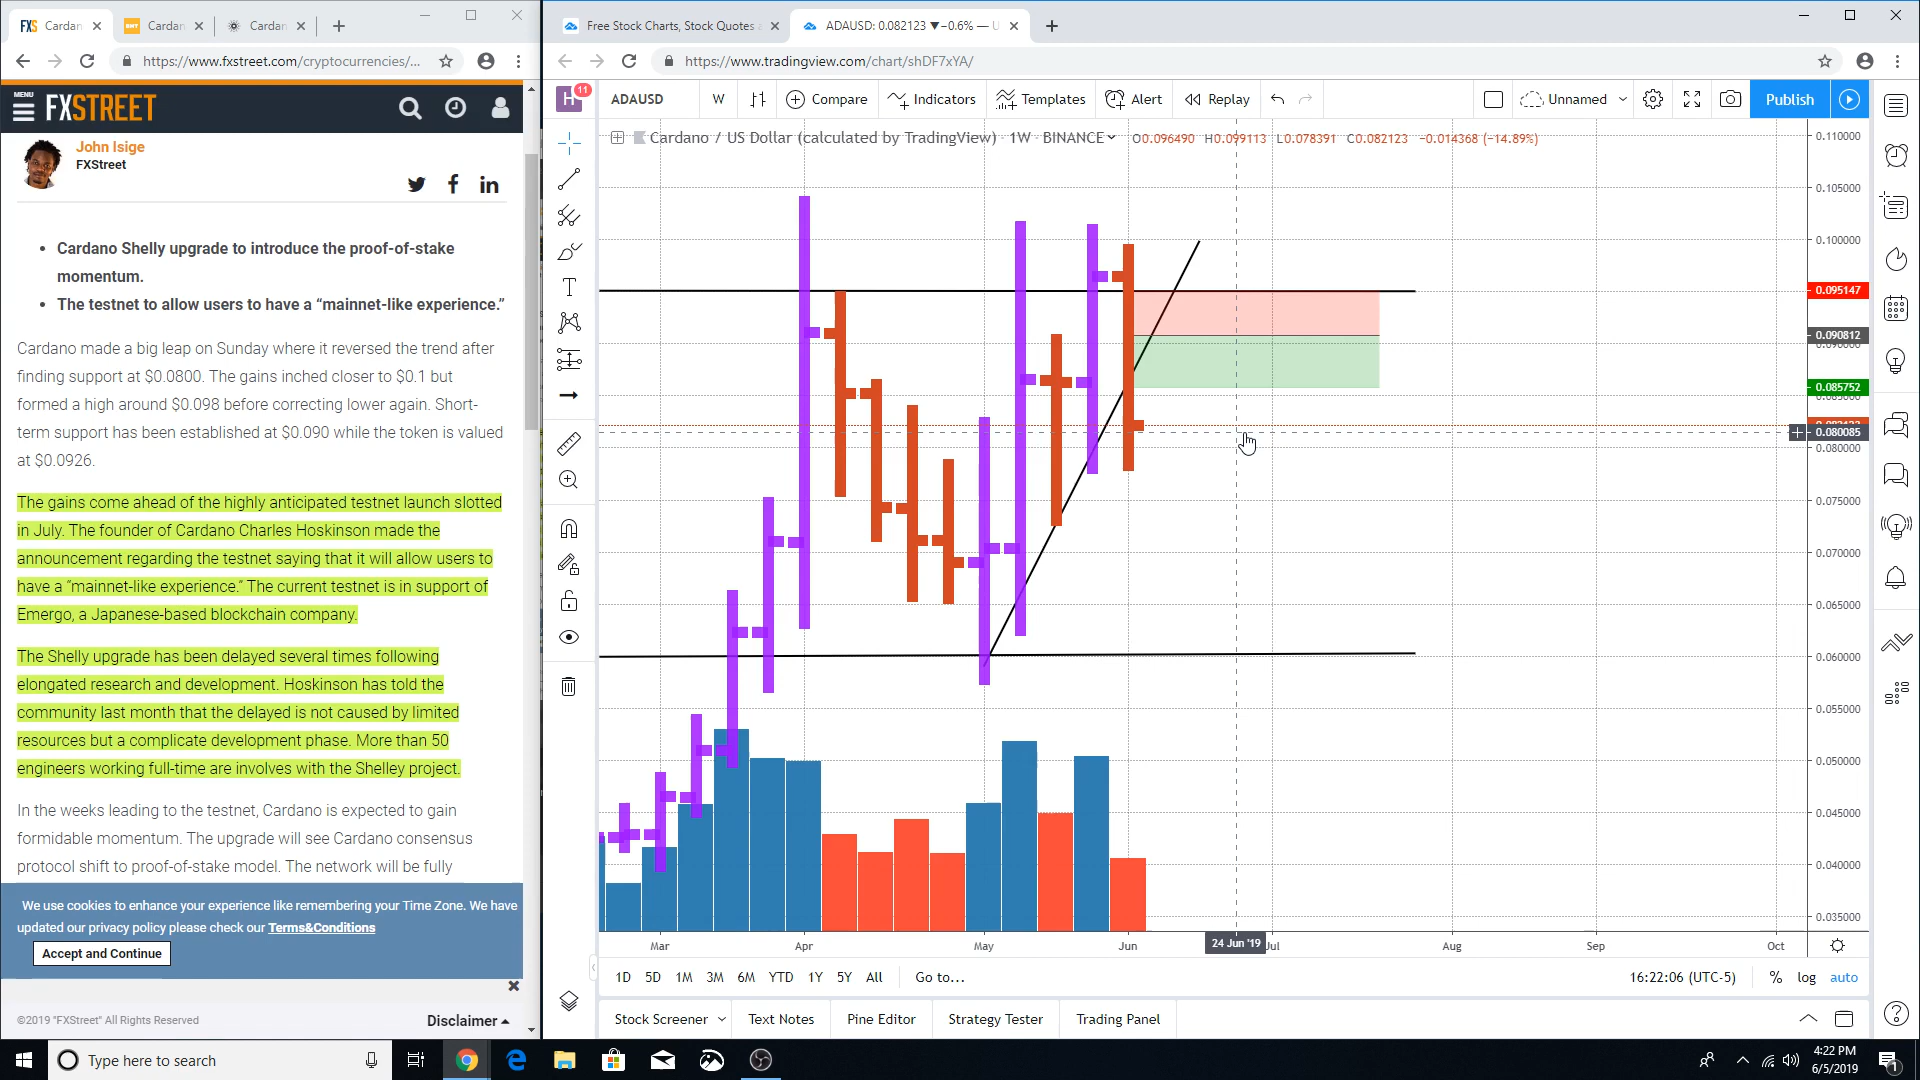 Cardan
Cardan
Cardan
Free Stock Charts, Stock Quotes
ADAUSD: 0.082123 ▼−0.6% — U
https://www.fxstreet.com/cryptocurrencies/...
https://www.tradingview.com/chart/shDF7xYA/
MENU
FXSTREET
H
11
ADAUSD
W
Compare
Indicators
Templates
Alert
Replay
Unnamed
Publish
Cardano / US Dollar (calculated by TradingView) · 1W · BINANCE
O0.096490 H0.099113 L0.078391 C0.082123 −0.014368 (−14.89%)
John Isige
FXStreet
• Cardano Shelly upgrade to introduce the proof-of-stake
momentum.
• The testnet to allow users to have a “mainnet-like experience.”
Cardano made a big leap on Sunday where it reversed the trend after
finding support at $0.0800. The gains inched closer to $0.1 but
formed a high around $0.098 before correcting lower again. Short-
term support has been established at $0.090 while the token is valued
at $0.0926.
The gains come ahead of the highly anticipated testnet launch slotted
in July. The founder of Cardano Charles Hoskinson made the
announcement regarding the testnet saying that it will allow users to
have a “mainnet-like experience.” The current testnet is in support of
Emergo, a Japanese-based blockchain company.
The Shelly upgrade has been delayed several times following
elongated research and development. Hoskinson has told the
community last month that the delayed is not caused by limited
resources but a complicate development phase. More than 50
engineers working full-time are involves with the Shelley project.
In the weeks leading to the testnet, Cardano is expected to gain
formidable momentum. The upgrade will see Cardano consensus
protocol shift to proof-of-stake model. The network will be fully
We use cookies to enhance your experience like remembering your Time Zone. We have
updated our privacy policy please check our Terms&Conditions
Accept and Continue
©2019 "FXStreet" All Rights Reserved
Disclaimer
0.110000
0.105000
0.100000
0.095147
0.090812
0.085752
0.080085
0.080000
0.075000
0.070000
0.065000
0.060000
0.055000
0.050000
0.045000
0.040000
0.035000
Mar
Apr
May
Jun
24 Jun '19
Jul
Aug
Sep
Oct
1D 5D 1M 3M 6M YTD 1Y 5Y All
Go to...
16:22:06 (UTC-5)
%
log
auto
Stock Screener
Text Notes
Pine Editor
Strategy Tester
Trading Panel
Type here to search
4:22 PM
6/5/2019
1